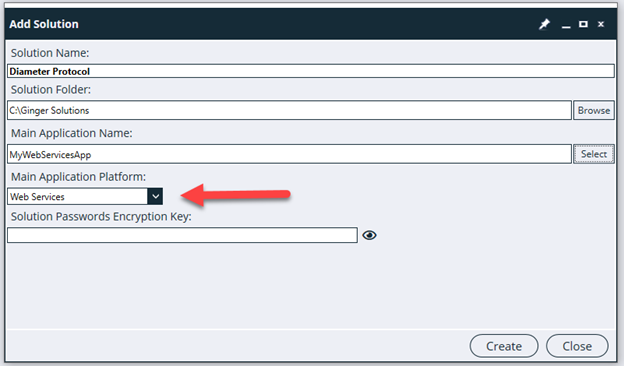 Add Solution
Solution Name:
Diameter Protocol
Solution Folder:
C:\Ginger Solutions Browse
Main Application Name:
MyWebServicesApp Select
Main Application Platform:
Web Services
Solution Passwords Encryption Key:
Create Close